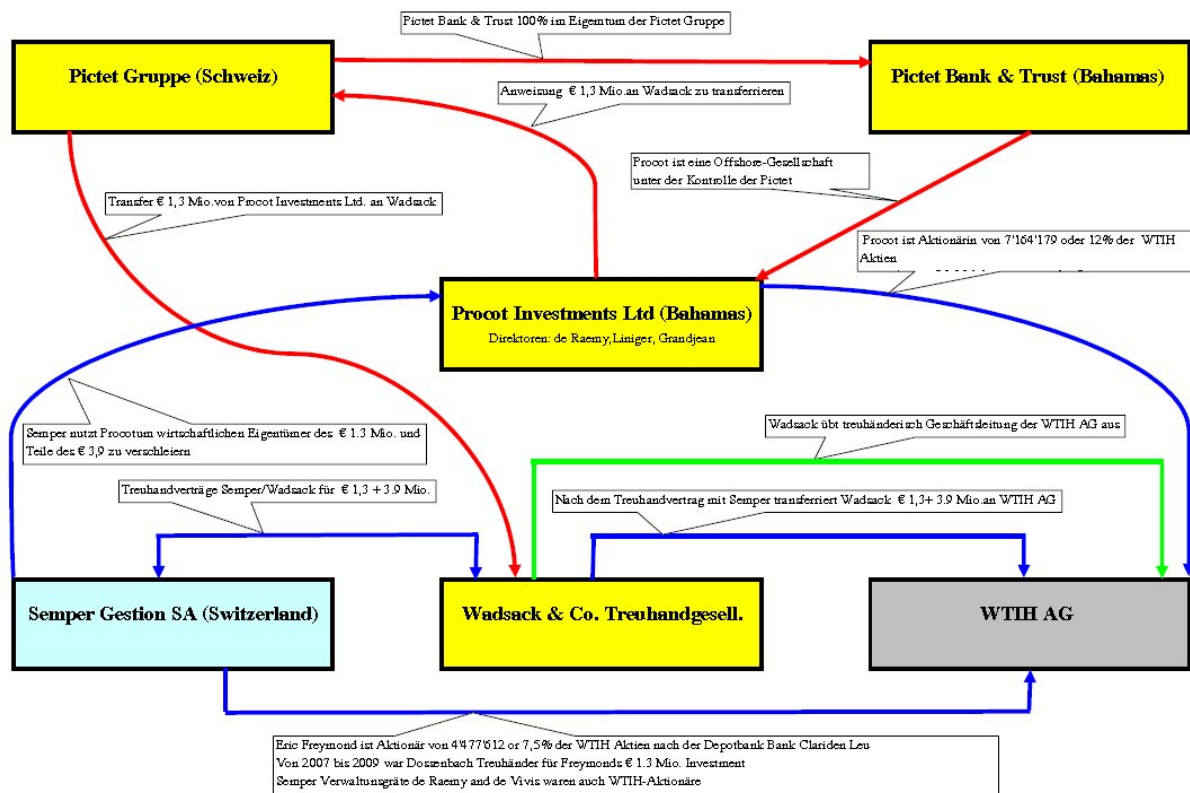 Pictet Bank & Trust 100% im Eigentum der Pictet Gruppe
Pictet Gruppe (Schweiz)
Pictet Bank & Trust (Bahamas)
Anweisung € 1,3 Mio.an Wadsack zu transferrieren
Procot ist eine Offshore-Gesellschaft
unter der Kontrolle der Pictet
Transfer € 1,3 Mio.von Procot Investments Ltd. an Wadsack
Procot ist Aktionärin von 7'164'179 oder 12% der WTIH
Aktien
Procot Investments Ltd (Bahamas)
Direktoren: de Raemy,Liniger, Grandjean
Semper nutzt Procotum wirtschaftlichen Eigentümer des € 1.3 Mio. und
Teile des € 3,9 zu verschleiern
Wadsack übt treuhänderisch Geschäftsleitung der WTIH AG aus
Treuhandverträge Semper/Wadsack für € 1,3 + 3.9 Mio.
Nach dem Treuhandvertrag mit Semper transferriert Wadsack € 1,3+ 3.9 Mio.an WTIH AG
Semper Gestion SA (Switzerland)
Wadsack & Co. Treuhandgesell.
WTIH AG
Eric Freymond ist Aktionär von 4'477'612 or 7,5% der WTIH Aktien nach der Depotbank Bank Clariden Leu
Von 2007 bis 2009 war Dossenbach Treuhänder für Freymonds € 1.3 Mio. Investment
Semper Verwaltunsgräte de Raemy and de Vivis waren auch WTIH-Aktionäre